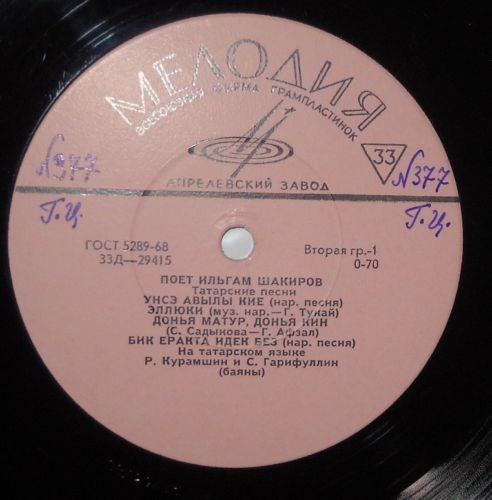 МЕЛОДИЯ
ВСЕСОЮЗНАЯ ФИРМА ГРАМПЛАСТИНОК
33
АПРЕЛЕВСКИЙ ЗАВОД
N377
N377
Г.Ц.
Г.Ц.
ГОСТ 5289-68
33Д—29415
Вторая гр.-1
0-70
ПОЕТ ИЛЬГАМ ШАКИРОВ
Татарские песни
УНСЭ АВЫЛЫ КИЕ (нар. песня)
ЭЛЛЮКИ (муз. нар.—Г. Тукай)
ДОНЬЯ МАТУР, ДОНЬЯ КИН
(С. Садыкова—Г. Афзал)
БИК ЕРАКТА ИДЕК БЕЗ (нар. песня)
На татарском языке
Р. Курамшин и С. Гарифуллин
(баяны)